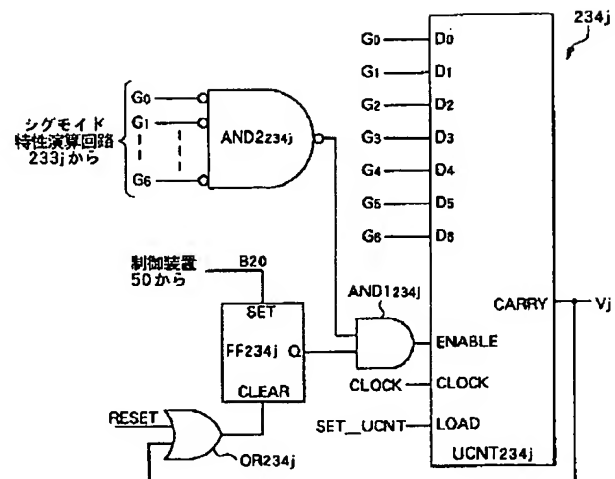 234j
G0 D0
G1 D1
G2 D2
G3 D3
G4 D4
G5 D5
G6 D6
シグモイド
特性演算回路
233jから
G0
G1
G6
AND2234j
制御装置
50から
B20
SET
FF234j Q
CLEAR
AND1234j
CARRY Vj
ENABLE
CLOCK CLOCK
SET_UCNT LOAD
UCNT234j
RESET
OR234j